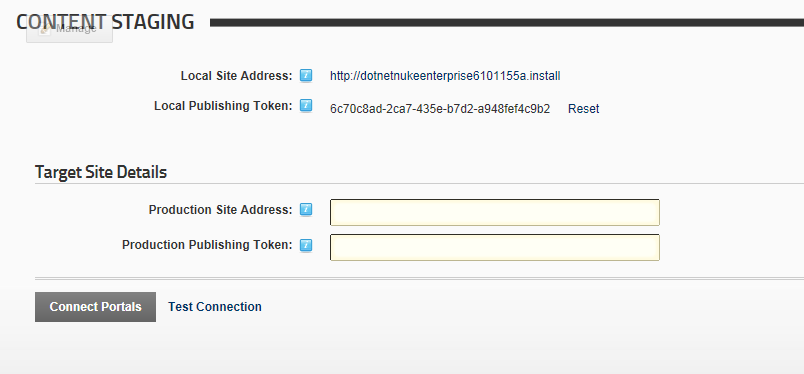 CONTENT STAGING
Manage
Local Site Address: http://dotnetnukeenterprise6101155a.install
Local Publishing Token: 6c70c8ad-2ca7-435e-b7d2-a948fef4c9b2 Reset
Target Site Details
Production Site Address:
Production Publishing Token:
Connect Portals Test Connection